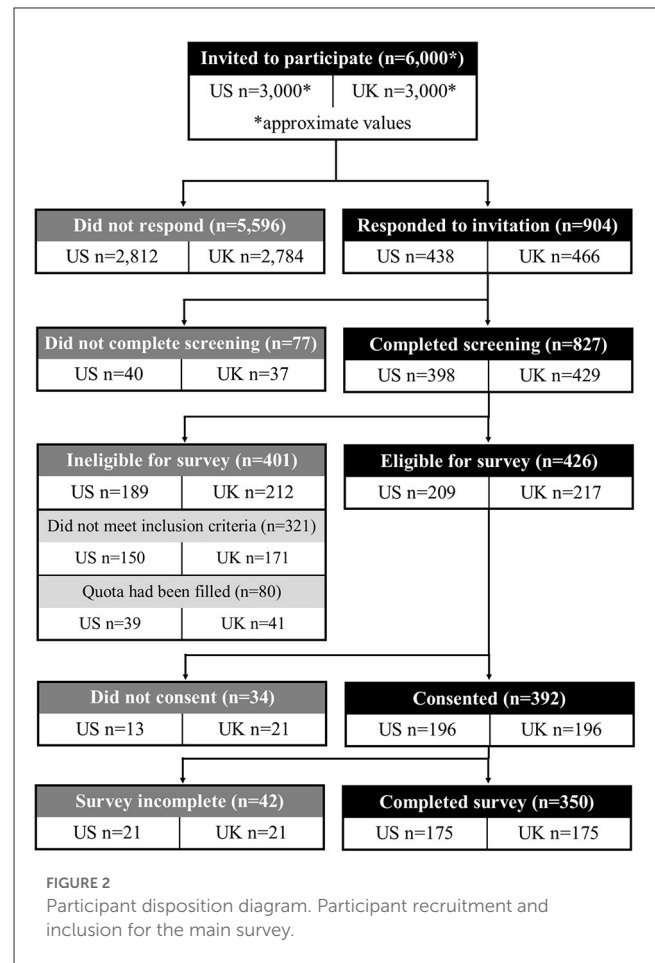 Invited to participate (n=6,000*)
US n=3,000* UK n=3,000*
*approximate values
Did not respond (n=5,596) Responded to invitation (n=904)
US n=2,812 UK n=2,784 US n=438 UK n=466
Did not complete screening (n=77) Completed screening (n=827)
US n=40 UK n=37 US n=398 UK n=429
Ineligible for survey (n=401) Eligible for survey (n=426)
US n=189 UK n=212 US n=209 UK n=217
Did not meet inclusion criteria (n=321)
US n=150 UK n=171
Quota had been filled (n=80)
US n=39 UK n=41
Did not consent (n=34) Consented (n=392)
US n=13 UK n=21 US n=196 UK n=196
Survey incomplete (n=42) Completed survey (n=350)
US n=21 UK n=21 US n=175 UK n=175
FIGURE 2
Participant disposition diagram. Participant recruitment and
inclusion for the main survey.